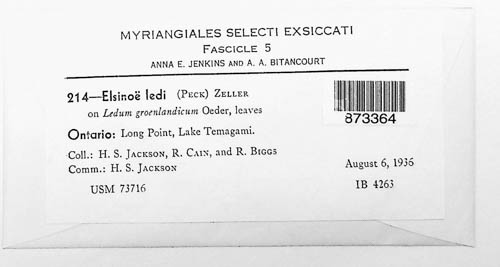 MYRIANGIALES SELECTI EXSICCATI
FASCICLE 5
ANNA E. JENKINS AND A. A. BITANCOURT
214—Elsinoë ledi (PECK) ZELLER
on Ledum groenlandicum Oeder, leaves
873364
Ontario: Long Point, Lake Temagami.
Coll.: H. S. JACKSON, R. CAIN, and R. BIGGS
August 6, 1936
Comm.: H. S. JACKSON
USM 73716
IB 4263